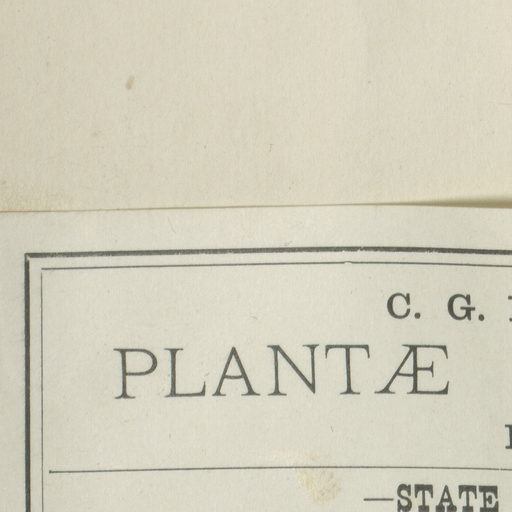 C. G.
PLANTÆ
—STATE